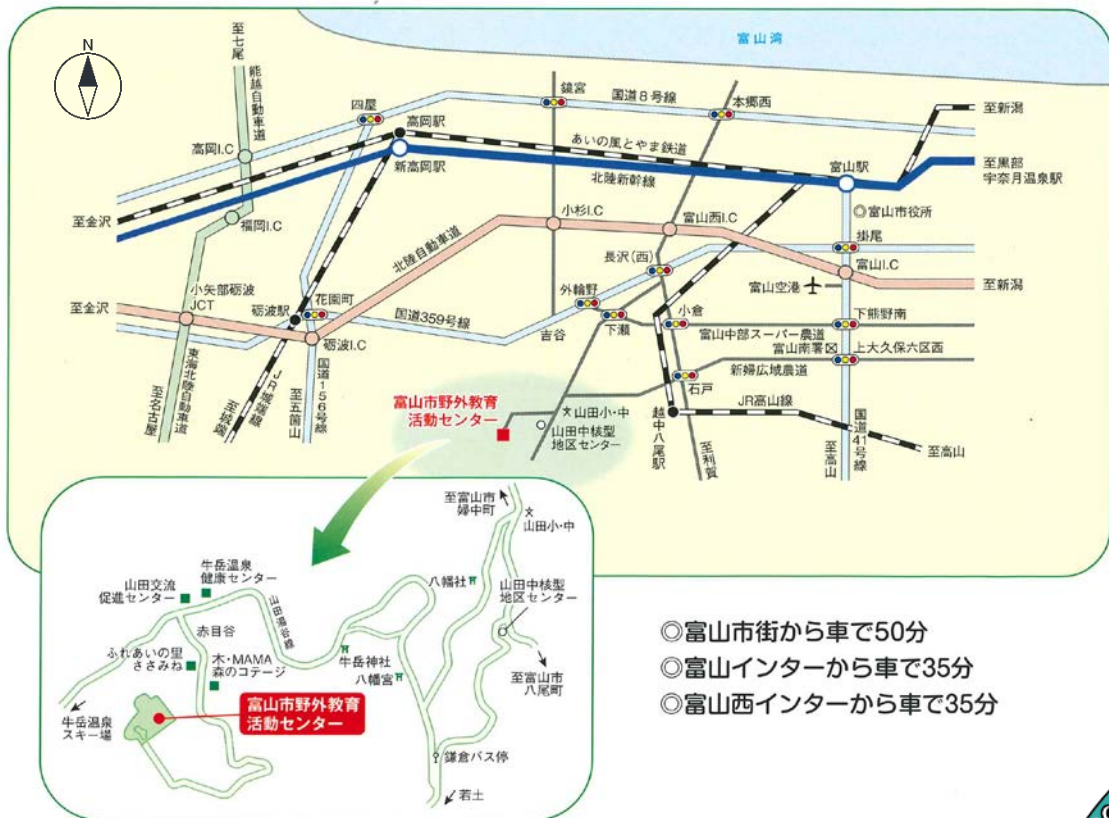 N
富山湾
至七尾
能越自動車道
四屋
鏡宮
国道8号線
本郷西
高岡駅
至新潟
高岡I.C
あいの風とやま鉄道
新高岡駅
北陸新幹線
富山駅
至黒部
宇奈月温泉駅
至金沢
福岡I.C
小杉I.C
富山西I.C
◎富山市役所
北陸自動車道
長沢(西)
掛尾
富山I.C
小矢部砺波
JCT
花園町
外輪野
富山空港
至新潟
至金沢
砺波駅
国道359号線
吉谷
下瀬
小倉
富山中部スーパー農道
下熊野南
砺波I.C
富山南署
上大久保六区西
新婦広域農道
石戸
東海北陸自動車道
至名古屋
JR城端線
至城端
国道156号線
至五箇山
富山市野外教育
活動センター
文山田小・中
山田中核型
地区センター
越中八尾駅
至利賀
JR高山線
国道41号線
至高山
至高山
至富山市
婦中町
文
山田小・中
牛岳温泉
健康センター
山田交流
促進センター
八幡社
山田中核型
地区センター
赤目谷
山田湯谷線
ふれあいの里
ささみね
木・MAMA
森のコテージ
牛岳神社
八幡宮
至富山市
八尾町
富山市野外教育
活動センター
牛岳温泉
スキー場
鎌倉バス停
若土
◎富山市街から車で50分
◎富山インターから車で35分
◎富山西インターから車で35分